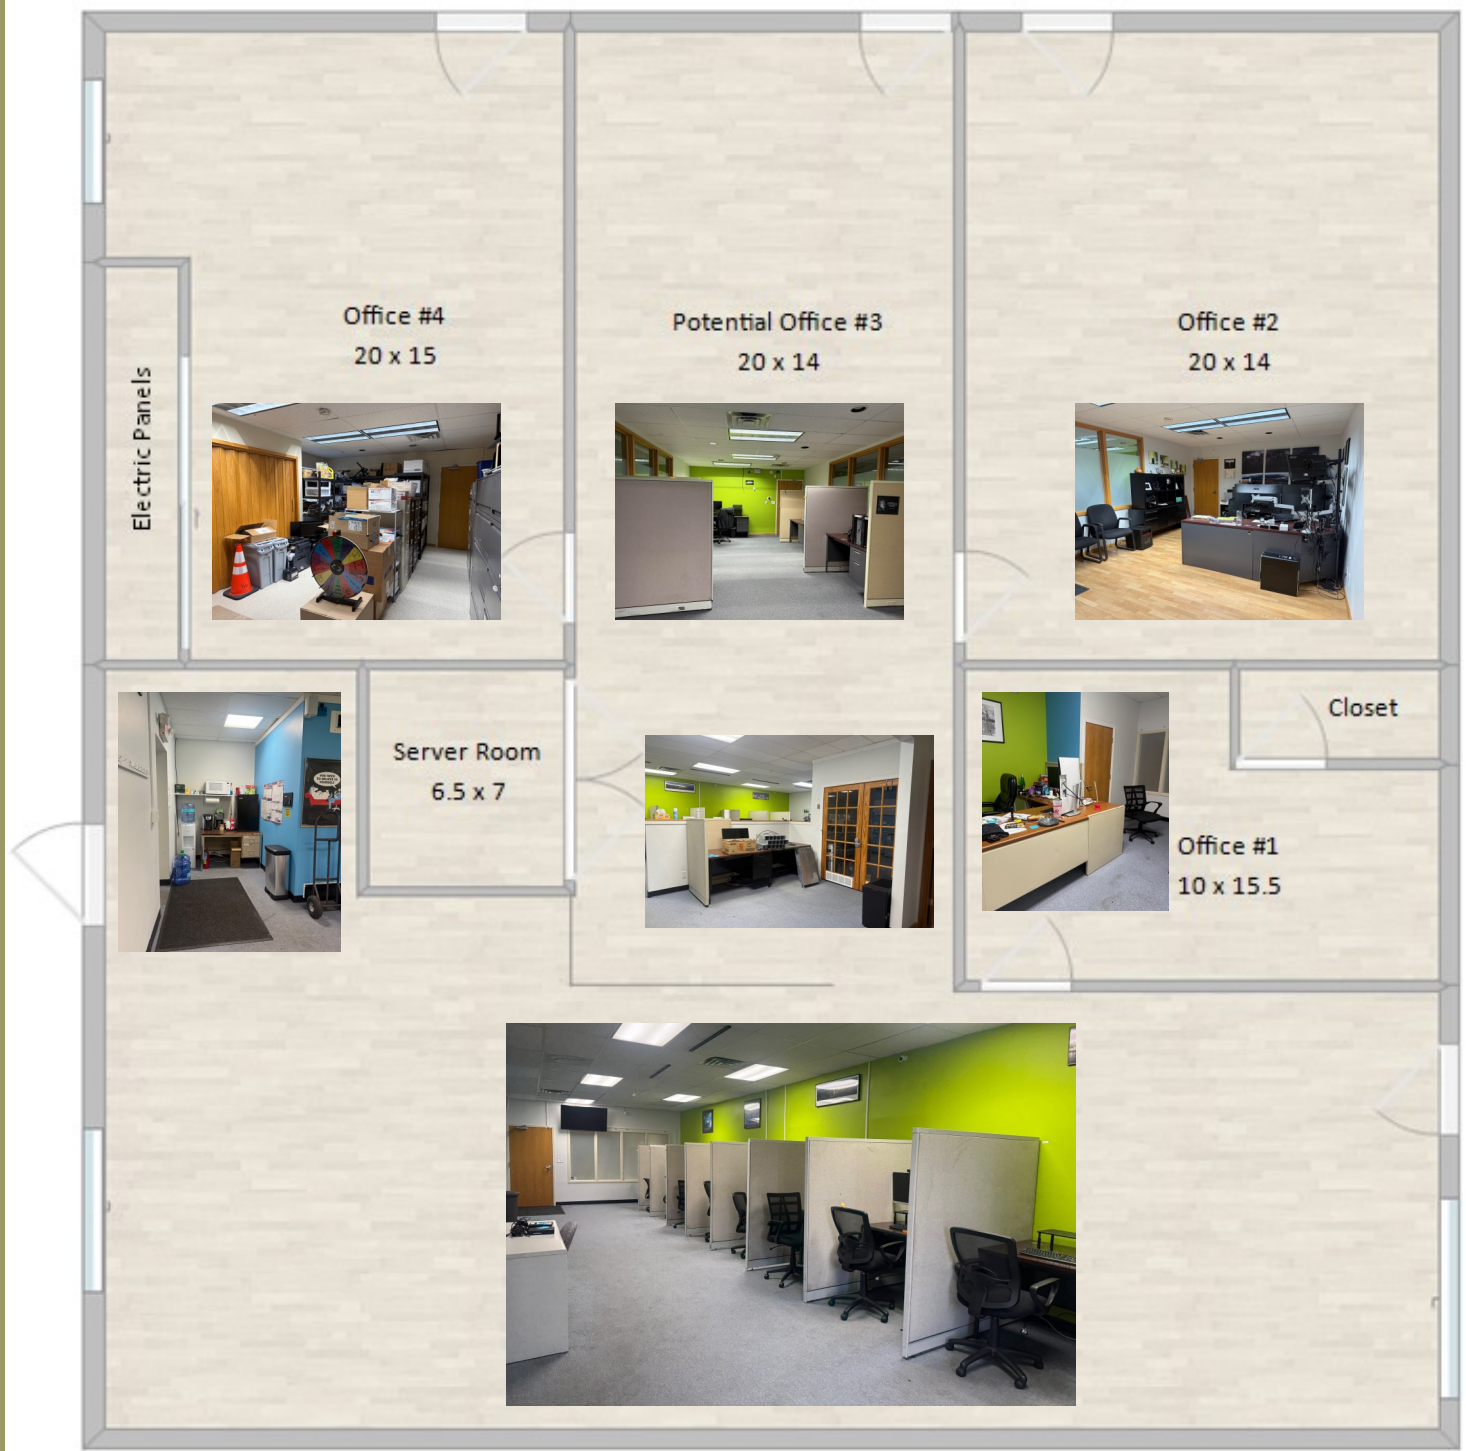 Office #4
20 x 15
Potential Office #3
20 x 14
Office #2
20 x 14
Electric Panels
Server Room
6.5 x 7
Closet
Office #1
10 x 15.5